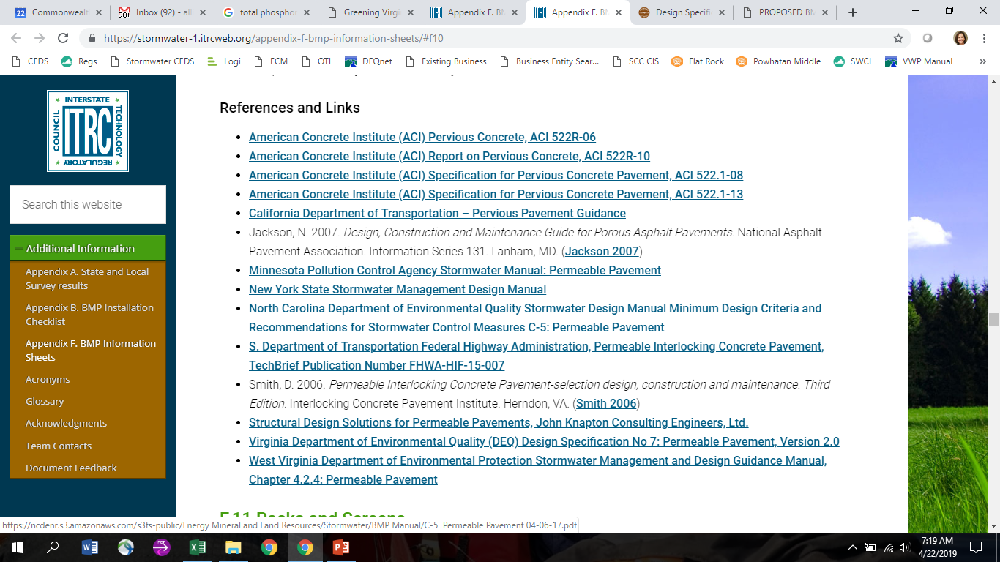 22 Commonwealt
90+ Inbox (92) - all
total phosphor
Greening Virgi
Appendix F. BM
Appendix F. BM
Design Specifi
PROPOSED BM
https://stormwater-1.itrcweb.org/appendix-f-bmp-information-sheets/#f10
CEDS
Regs
Stormwater CEDS
Logi
ECM
OTL
DEQnet
Existing Business
Business Entity Sear...
SCC CIS
Flat Rock
Powhatan Middle
SWCL
VWP Manual
»
INTERSTATE
COUNCIL
ITRC
TECHNOLOGY
REGULATORY
Search this website
Additional Information
Appendix A. State and Local
Survey results
Appendix B. BMP Installation
Checklist
Appendix F. BMP Information
Sheets
Acronyms
Glossary
Acknowledgments
Team Contacts
Document Feedback
References and Links
• American Concrete Institute (ACI) Pervious Concrete, ACI 522R-06
• American Concrete Institute (ACI) Report on Pervious Concrete, ACI 522R-10
• American Concrete Institute (ACI) Specification for Pervious Concrete Pavement, ACI 522.1-08
• American Concrete Institute (ACI) Specification for Pervious Concrete Pavement, ACI 522.1-13
• California Department of Transportation – Pervious Pavement Guidance
• Jackson, N. 2007. Design, Construction and Maintenance Guide for Porous Asphalt Pavements. National Asphalt
Pavement Association. Information Series 131. Lanham, MD. (Jackson 2007)
• Minnesota Pollution Control Agency Stormwater Manual: Permeable Pavement
• New York State Stormwater Management Design Manual
• North Carolina Department of Environmental Quality Stormwater Design Manual Minimum Design Criteria and
Recommendations for Stormwater Control Measures C-5: Permeable Pavement
• S. Department of Transportation Federal Highway Administration, Permeable Interlocking Concrete Pavement,
TechBrief Publication Number FHWA-HIF-15-007
• Smith, D. 2006. Permeable Interlocking Concrete Pavement-selection design, construction and maintenance. Third
Edition. Interlocking Concrete Pavement Institute. Herndon, VA. (Smith 2006)
• Structural Design Solutions for Permeable Pavements, John Knapton Consulting Engineers, Ltd.
• Virginia Department of Environmental Quality (DEQ) Design Specification No 7: Permeable Pavement, Version 2.0
• West Virginia Department of Environmental Protection Stormwater Management and Design Guidance Manual,
Chapter 4.2.4: Permeable Pavement
F.11 Racks and Screens
https://ncdenr.s3.amazonaws.com/s3fs-public/Energy Mineral and Land Resources/Stormwater/BMP Manual/C-5 Permeable Pavement 04-06-17.pdf
7:19 AM
4/22/2019